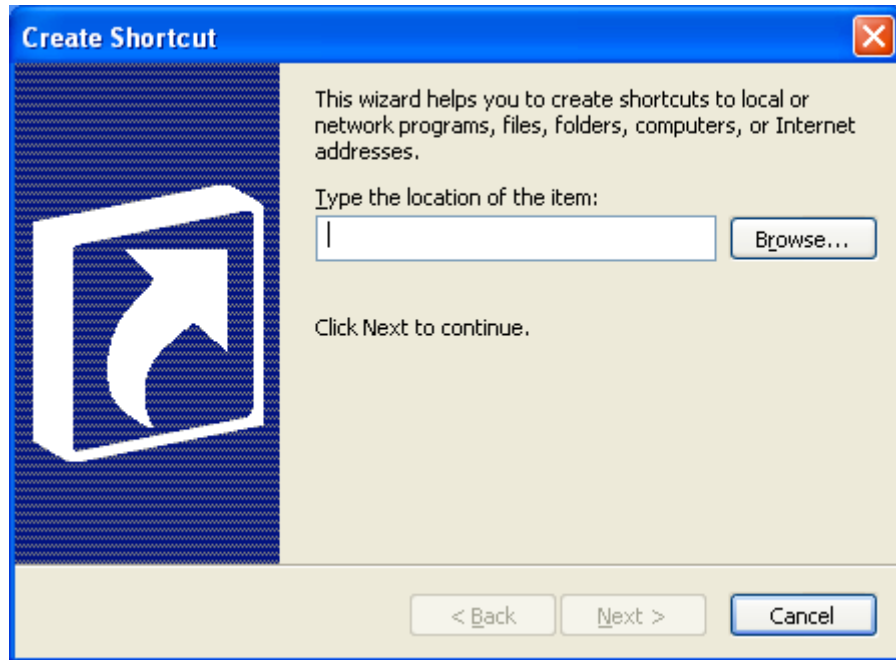 Create Shortcut
This wizard helps you to create shortcuts to local or
network programs, files, folders, computers, or Internet
addresses.
Type the location of the item:
Browse...
Click Next to continue.
< Back Next > Cancel